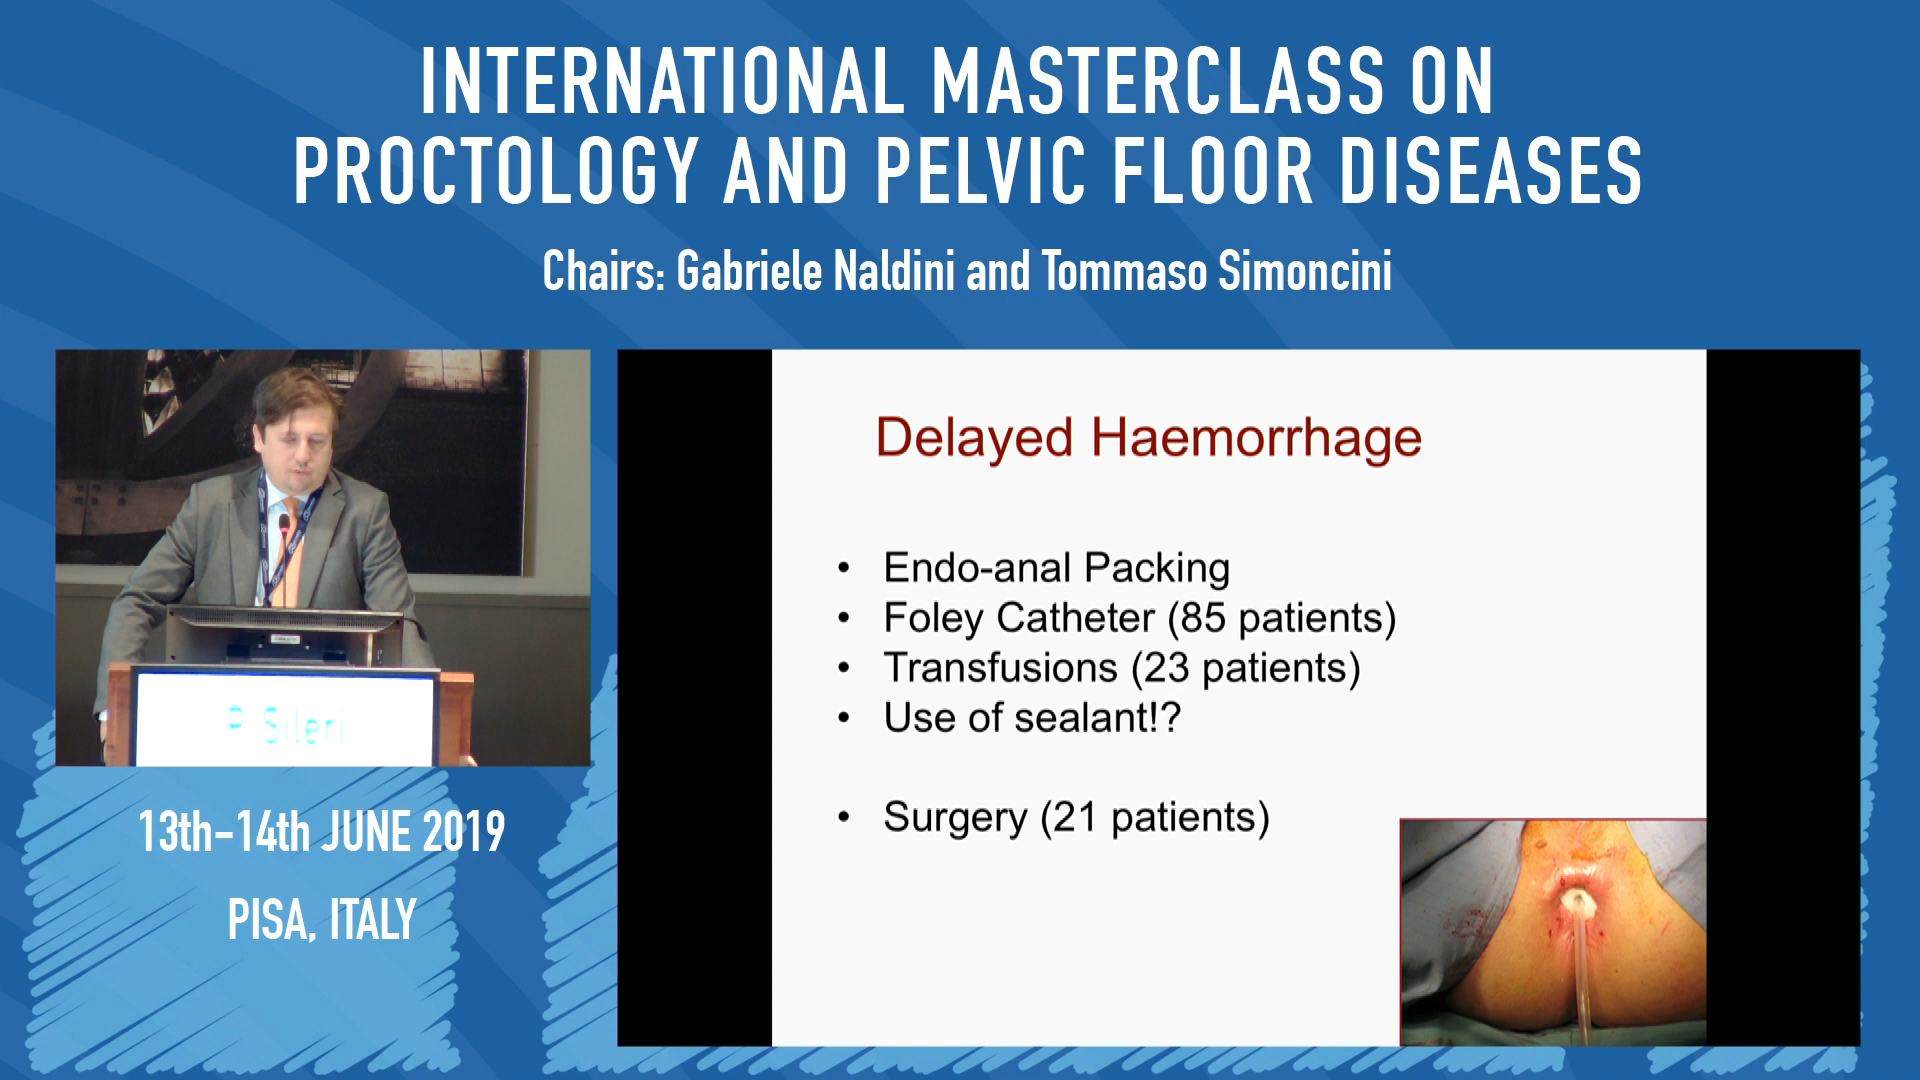 INTERNATIONAL MASTERCLASS ON
PROCTOLOGY AND PELVIC FLOOR DISEASES
Chairs: Gabriele Naldini and Tommaso Simoncini
P Sileri
13th-14th JUNE 2019
PISA, ITALY
Delayed Haemorrhage
• Endo-anal Packing
• Foley Catheter (85 patients)
• Transfusions (23 patients)
• Use of sealant!?
• Surgery (21 patients)